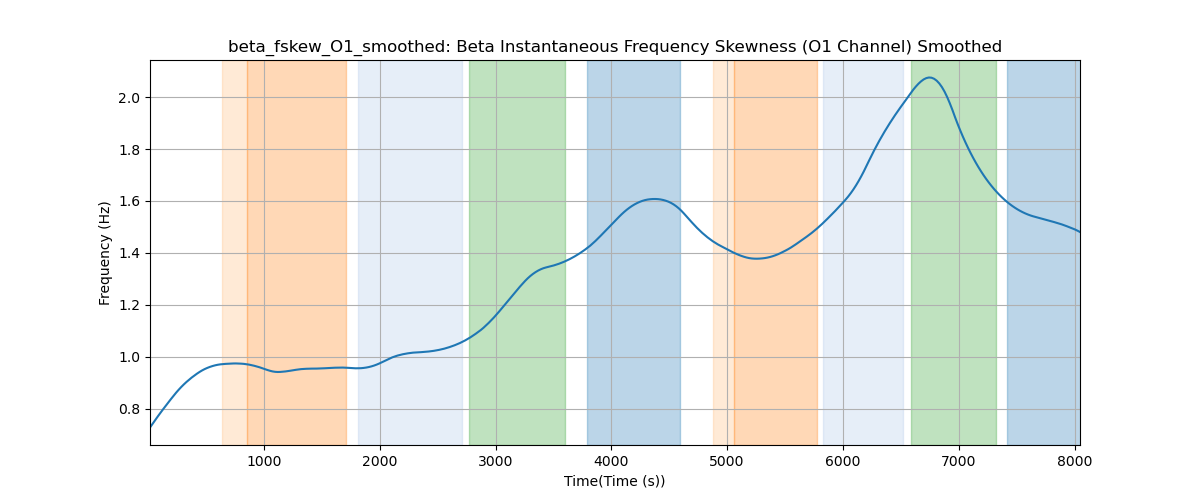 beta_fskew_O1_smoothed: Beta Instantaneous Frequency Skewness (O1 Channel) Smoothed
Frequency (Hz)
2.0
1.8
1.6
1.4
1.2
1.0
0.8
1000 2000 3000 4000 5000 6000 7000 8000
Time(Time (s))